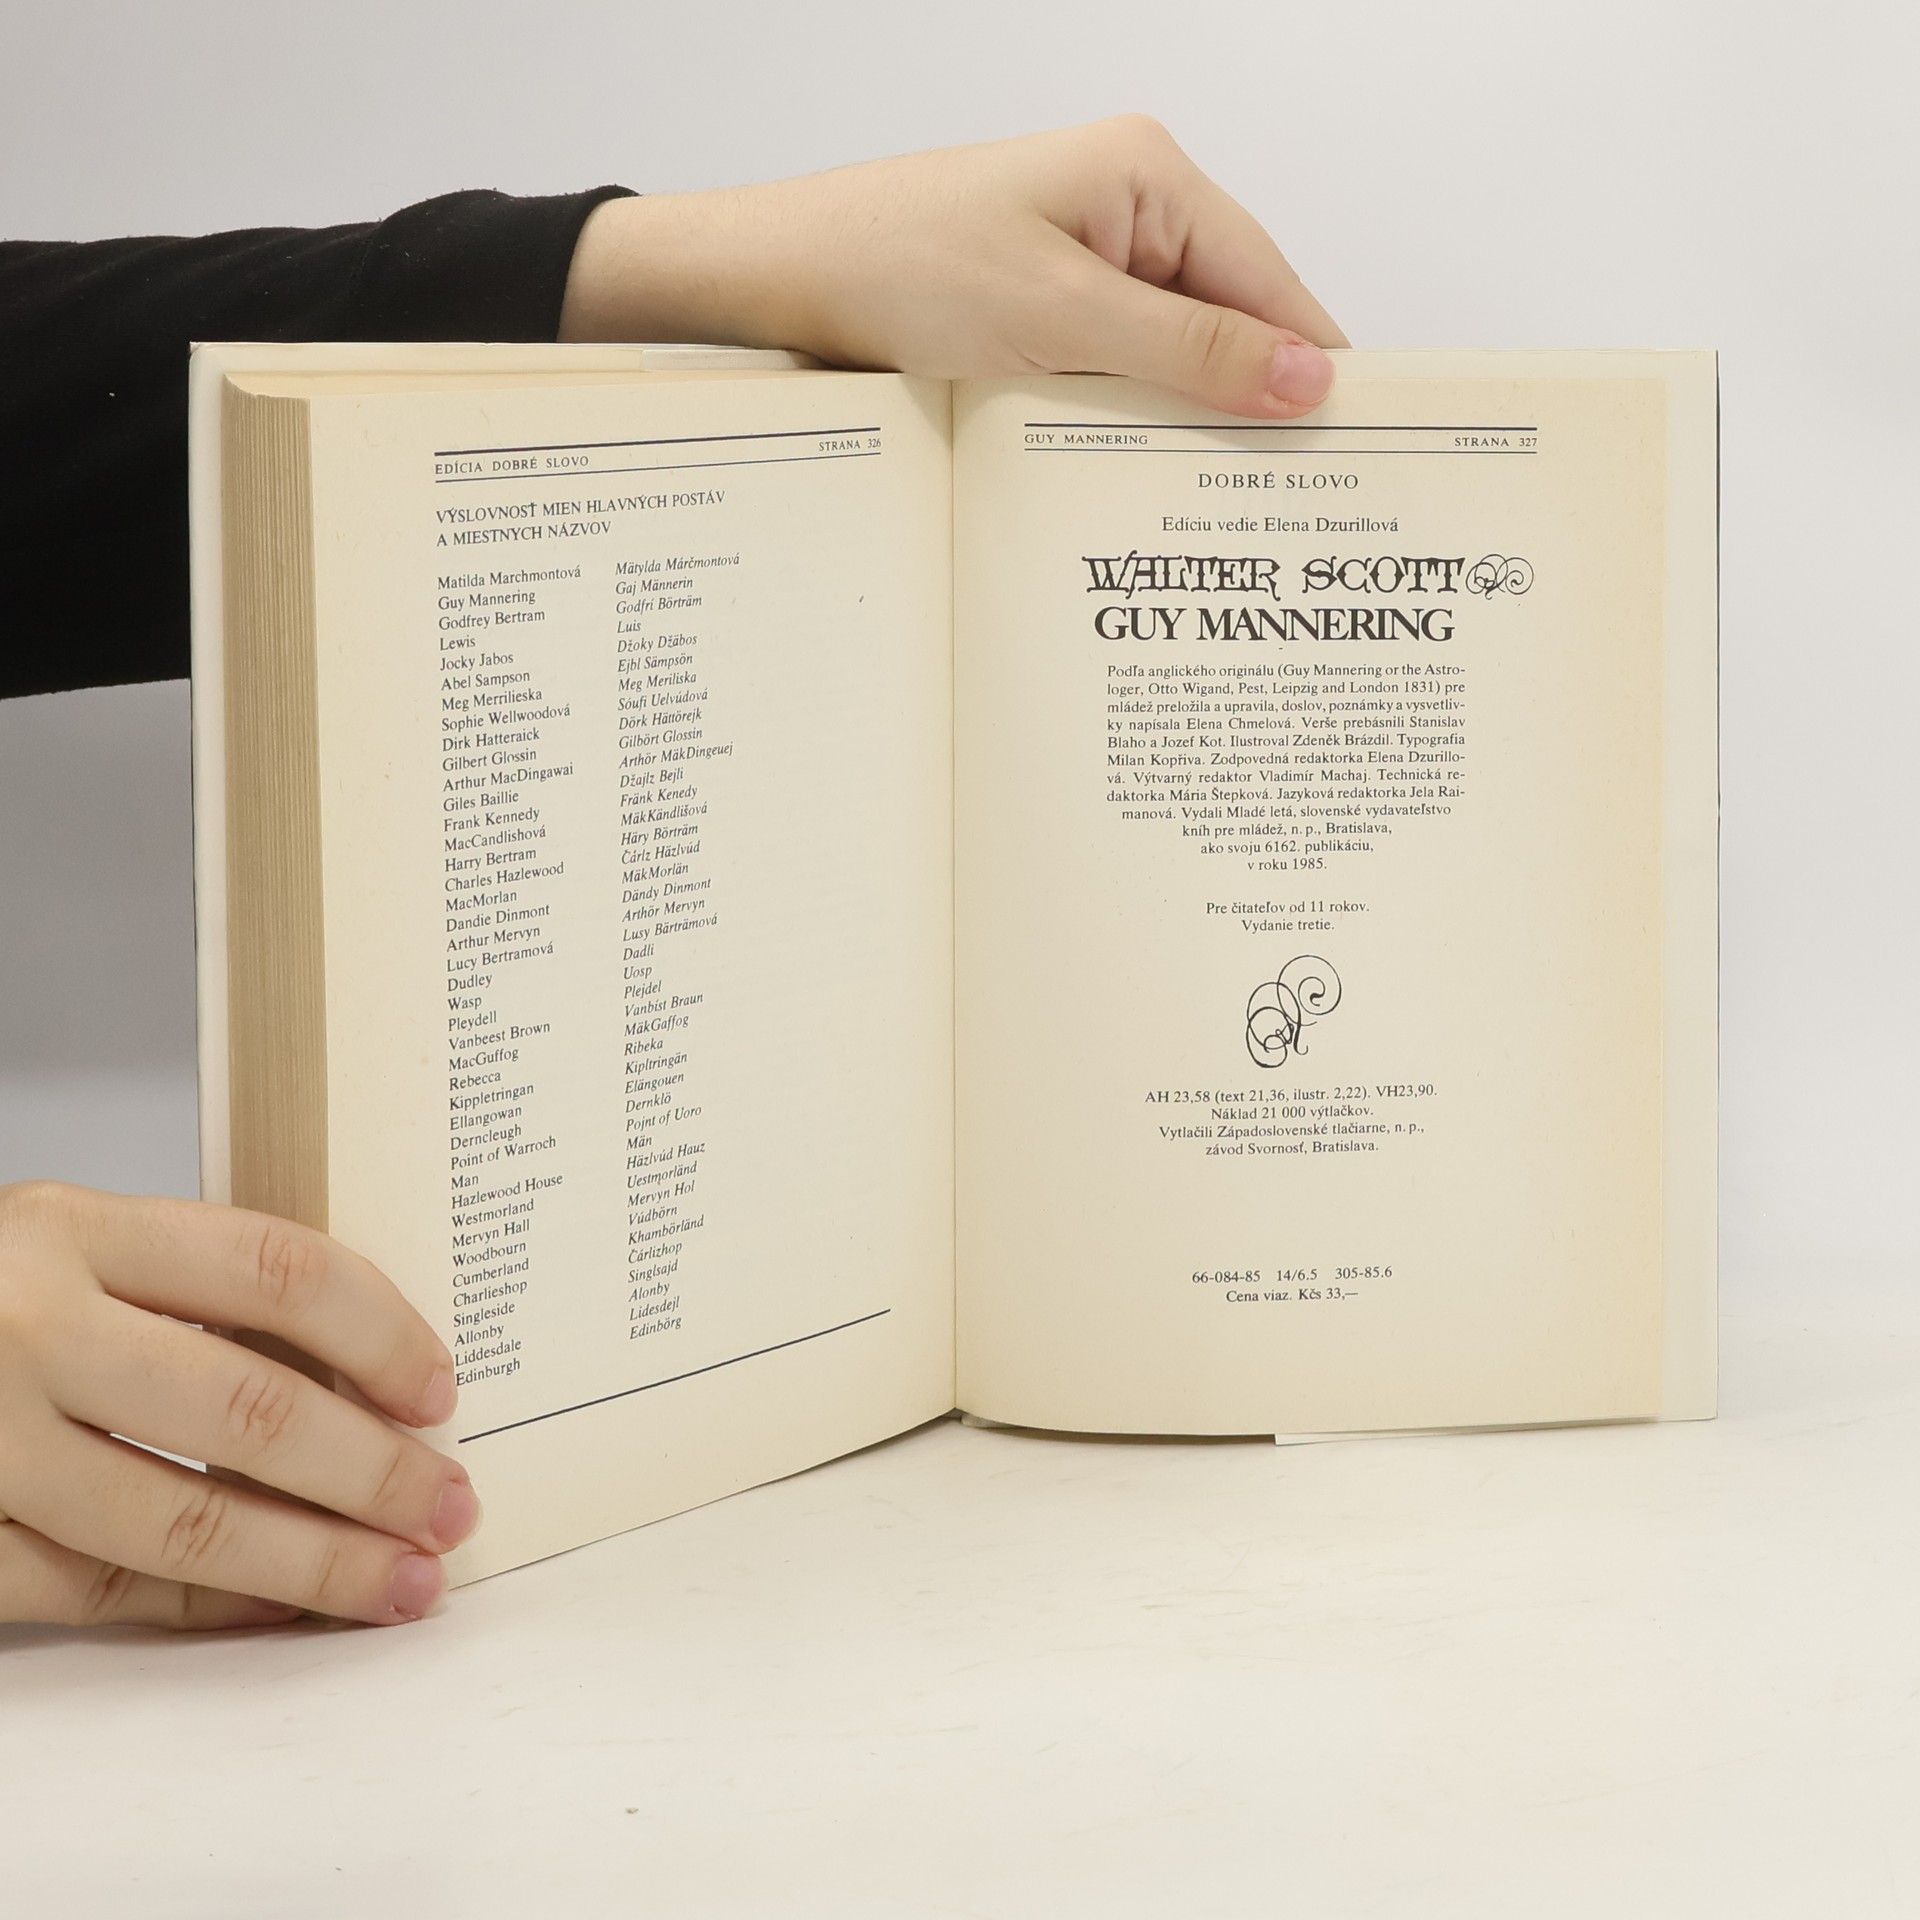 EDÍCIA DOBRÉ SLOVO STRANA 326
VÝSLOVNOSŤ MIEN HLAVNÝCH POSTÁV
A MIESTNYCH NÁZVOV
Matilda Marchmontová Mätylda Márčmontová
Guy Mannering Gaj Männerin
Godfrey Bertram Godfri Börträm
Lewis Luis
Jocky Jabos Džoky Džäbos
Abel Sampson Ejbl Sämpsön
Meg Merrilieska Meg Meriliska
Sophie Wellwoodová Sóufi Uelvúdová
Dirk Hatteraick Dörk Hättörejk
Gilbert Glossin Gilbört Glossin
Arthur MacDingawai Arthör MäkDingeuej
Giles Baillie Džajlz Bejli
Frank Kennedy Fränk Kenedy
MacCandlishová MäkKändlišová
Harry Bertram Häry Börträm
Charles Hazlewood Čárlz Häzlvúd
MacMorlan MäkMorlän
Dandie Dinmont Dändy Dinmont
Arthur Mervyn Arthör Mervyn
Lucy Bertramová Lusy Bärträmová
Dudley Dadli
Wasp Uosp
Pleydell Plejdel
Vanbeest Brown Vanbíst Braun
MacGuffog MäkGaffog
Rebecca Ribeka
Kippletringan Kipltringän
Ellangowan Elängouen
Derncleugh Dernklö
Point of Warroch Pojnt of Uoro
Man Män
Hazlewood House Häzlvúd Hauz
Westmorland Uestmorländ
Mervyn Hall Mervyn Hol
Woodbourn Vúdbörn
Cumberland Khambörländ
Charlieshop Čárlizhop
Singleside Singlsajd
Allonby Alonby
Liddesdale Lidesdejl
Edinburgh Edinbörg
GUY MANNERING STRANA 327
DOBRÉ SLOVO
Edíciu vedie Elena Dzurillová
WALTER SCOTT
GUY MANNERING
Podľa anglického originálu (Guy Mannering or the Astro-
loger, Otto Wigand, Pest, Leipzig and London 1831) pre
mládež preložila a upravila, doslov, poznámky a vysvetliv-
ky napísala Elena Chmelová. Verše prebásnili Stanislav
Blaho a Jozef Kot. Ilustroval Zdeněk Brázdil. Typografia
Milan Kopřiva. Zodpovedná redaktorka Elena Dzurillo-
vá. Výtvarný redaktor Vladimír Machaj. Technická re-
daktorka Mária Štepková. Jazyková redaktorka Jela Rai-
manová. Vydali Mladé letá, slovenské vydavateľstvo
kníh pre mládež, n. p., Bratislava,
ako svoju 6162. publikáciu,
v roku 1985.
Pre čitateľov od 11 rokov.
Vydanie tretie.
AH 23,58 (text 21,36, ilustr. 2,22). VH23,90.
Náklad 21 000 výtlačkov.
Vytlačili Západoslovenské tlačiarne, n. p.,
závod Svornosť, Bratislava.
66-084-85 14/6.5 305-85.6
Cena viaz. Kčs 33,—